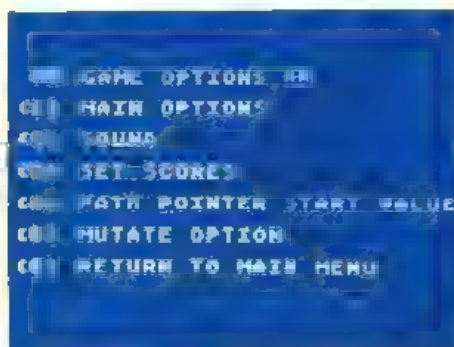 GAME OPTIONS
MAIN OPTIONS
SOUND
SET SCORES
PATH POINTER START VALUE
MUTATE OPTION
RETURN TO MAIN MENU